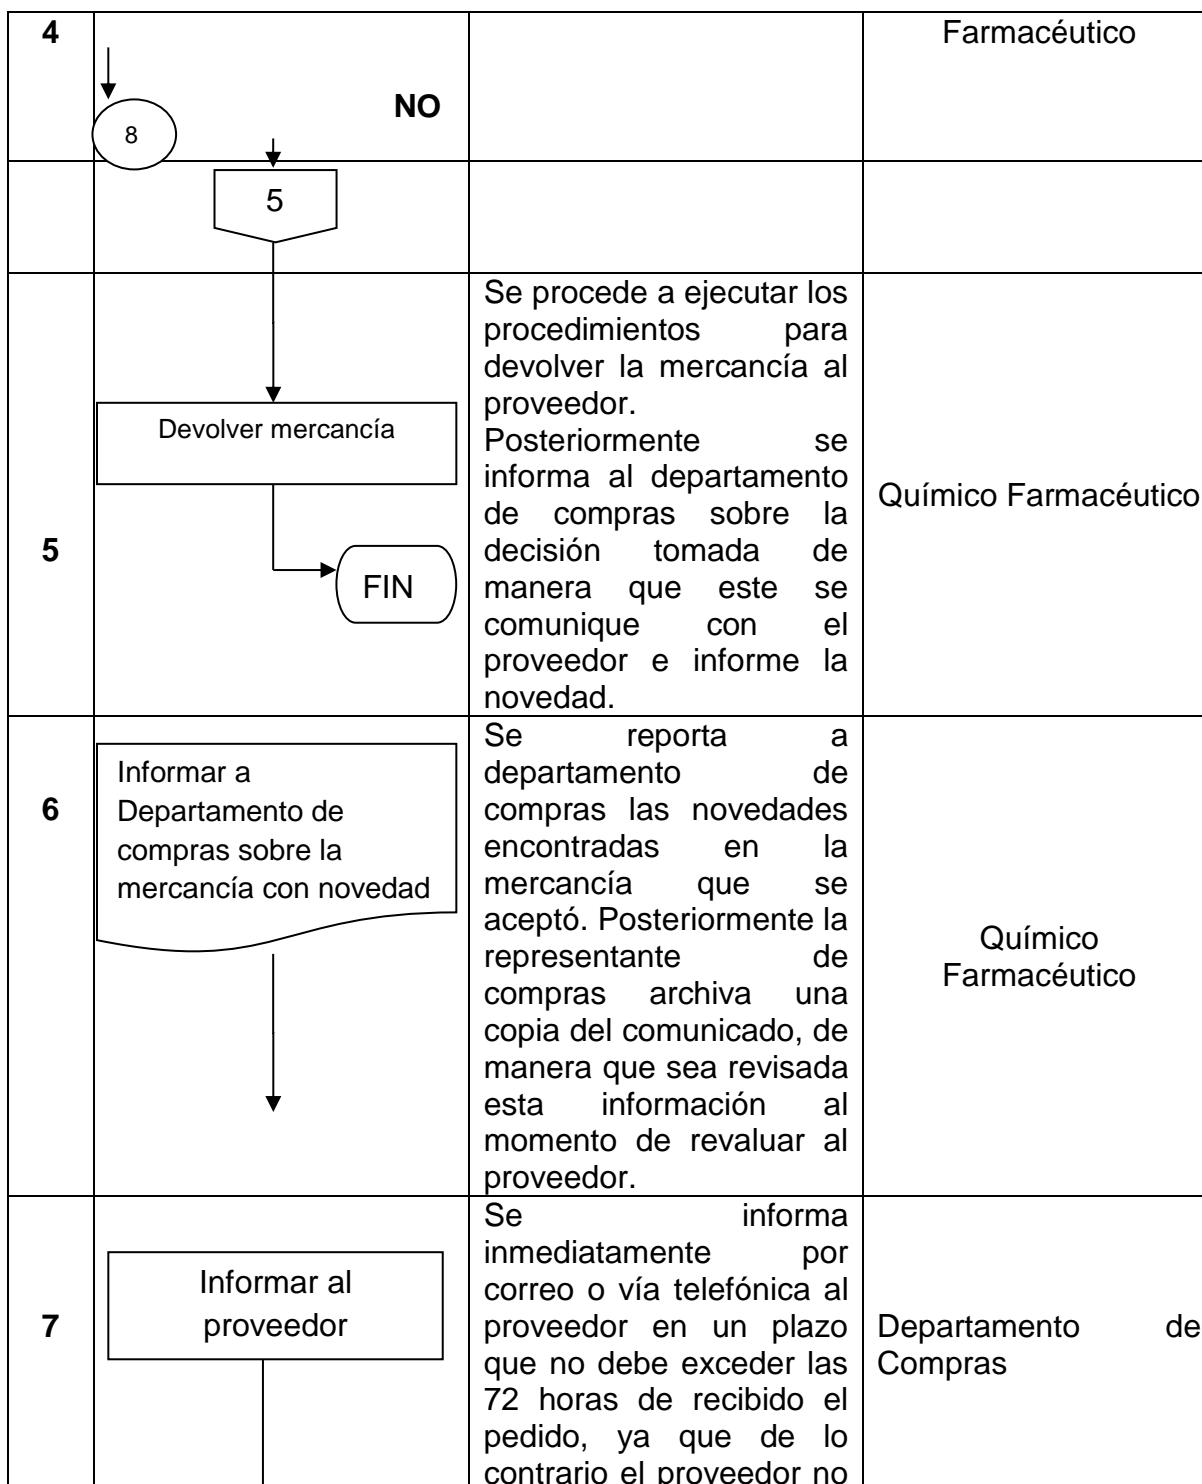 4
Farmacéutico
NO
8
5
5
Devolver mercancía
FIN
Se procede a ejecutar los
procedimientos para
devolver la mercancía al
proveedor.
Posteriormente se
informa al departamento
de compras sobre la
decisión tomada de
manera que este se
comunique con el
proveedor e informe la
novedad.
Químico Farmacéutico
6
Informar a
Departamento de
compras sobre la
mercancía con novedad
Se reporta a
departamento de
compras las novedades
encontradas en la
mercancía que se
aceptó. Posteriormente la
representante de
compras archiva una
copia del comunicado, de
manera que sea revisada
esta información al
momento de revaluar al
proveedor.
Químico
Farmacéutico
7
Informar al
proveedor
Se informa
inmediatamente por
correo o vía telefónica al
proveedor en un plazo
que no debe exceder las
72 horas de recibido el
pedido, ya que de lo
contrario el proveedor no
Departamento de
Compras